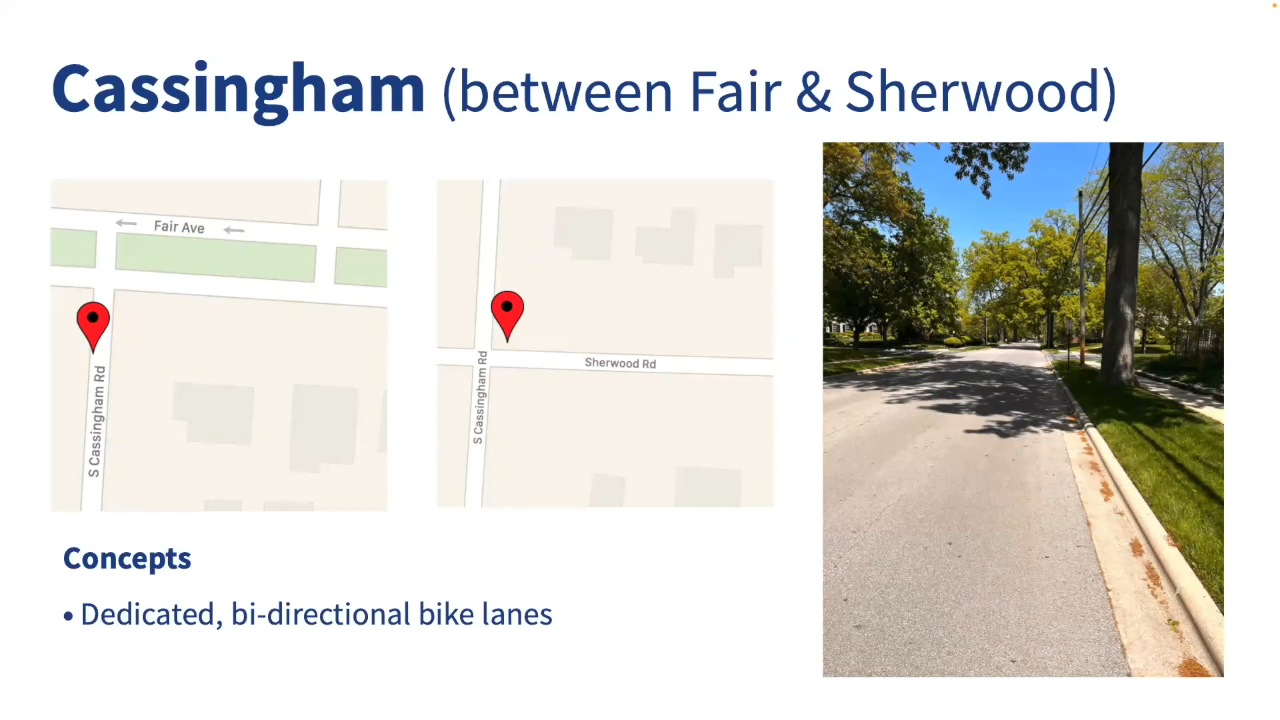 Cassingham (between Fair & Sherwood)
Fair Ave
S Cassingham Rd
Sherwood Rd
S Cassingham Rd
Concepts
• Dedicated, bi-directional bike lanes